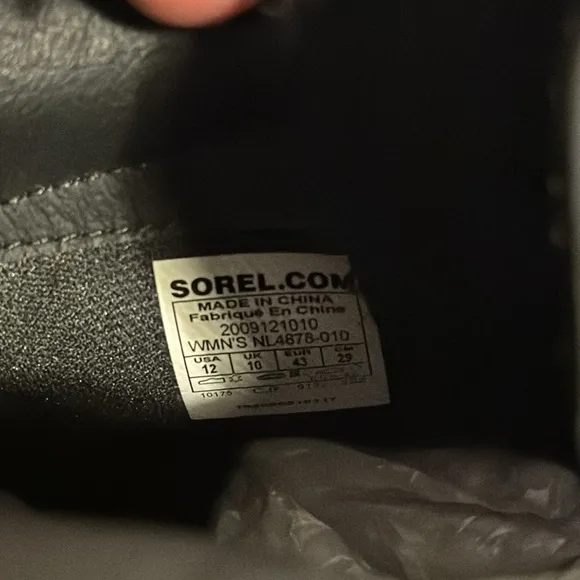 SOREL.COM
MADE IN CHINA
Fabriqué En Chine
2009121010
WMN'S NL4878-010
USA UK EUR CM
12 10 43 29
10175